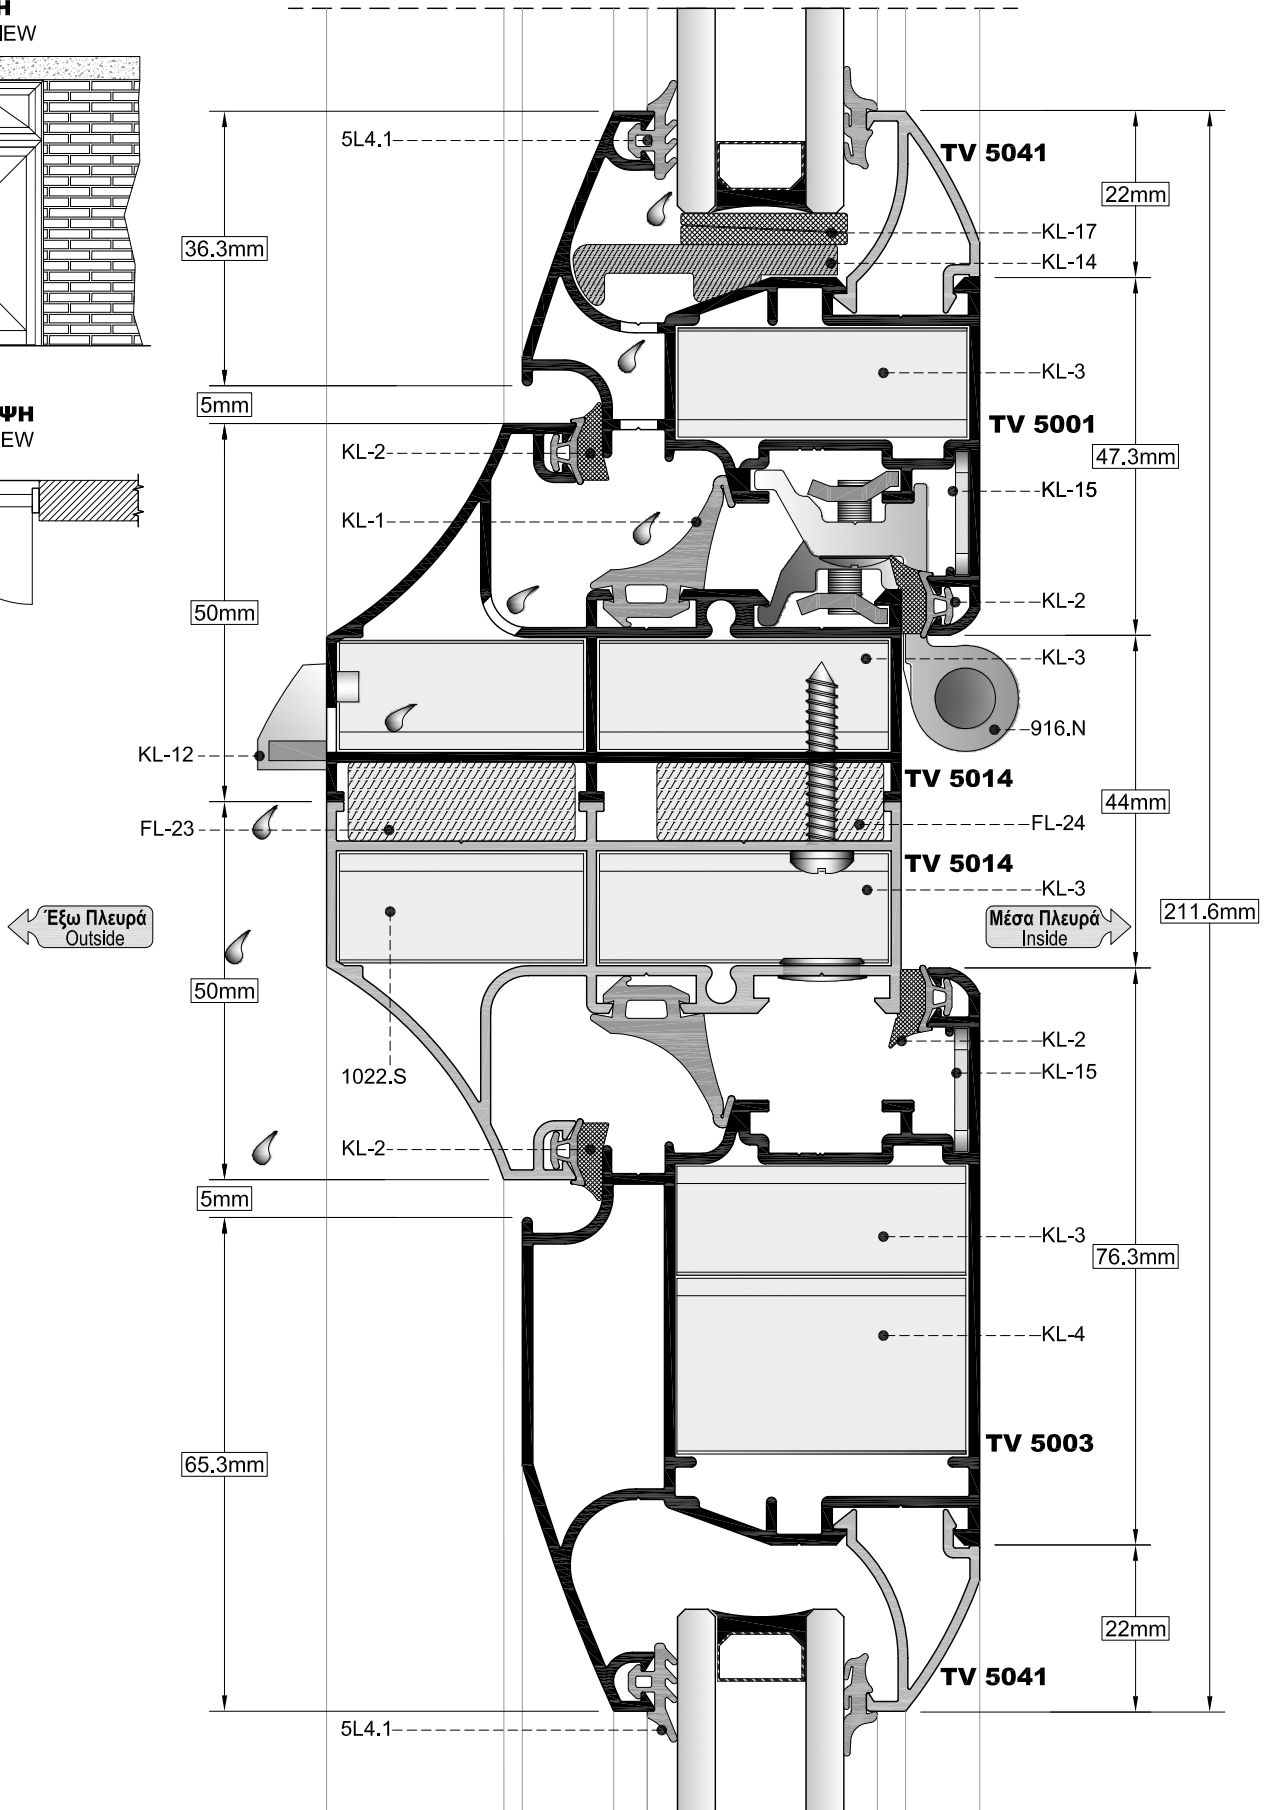 5L4.1
TV 5041
22mm
36.3mm
KL-17
KL-14
KL-3
5mm
TV 5001
KL-2
47.3mm
KL-15
KL-1
50mm
KL-2
KL-3
916.N
KL-12
TV 5014
44mm
FL-23
FL-24
TV 5014
KL-3
211.6mm
Έξω Πλευρά
Outside
Μέσα Πλευρά
Inside
50mm
KL-2
KL-15
1022.S
KL-2
5mm
KL-3
76.3mm
KL-4
TV 5003
65.3mm
22mm
TV 5041
5L4.1